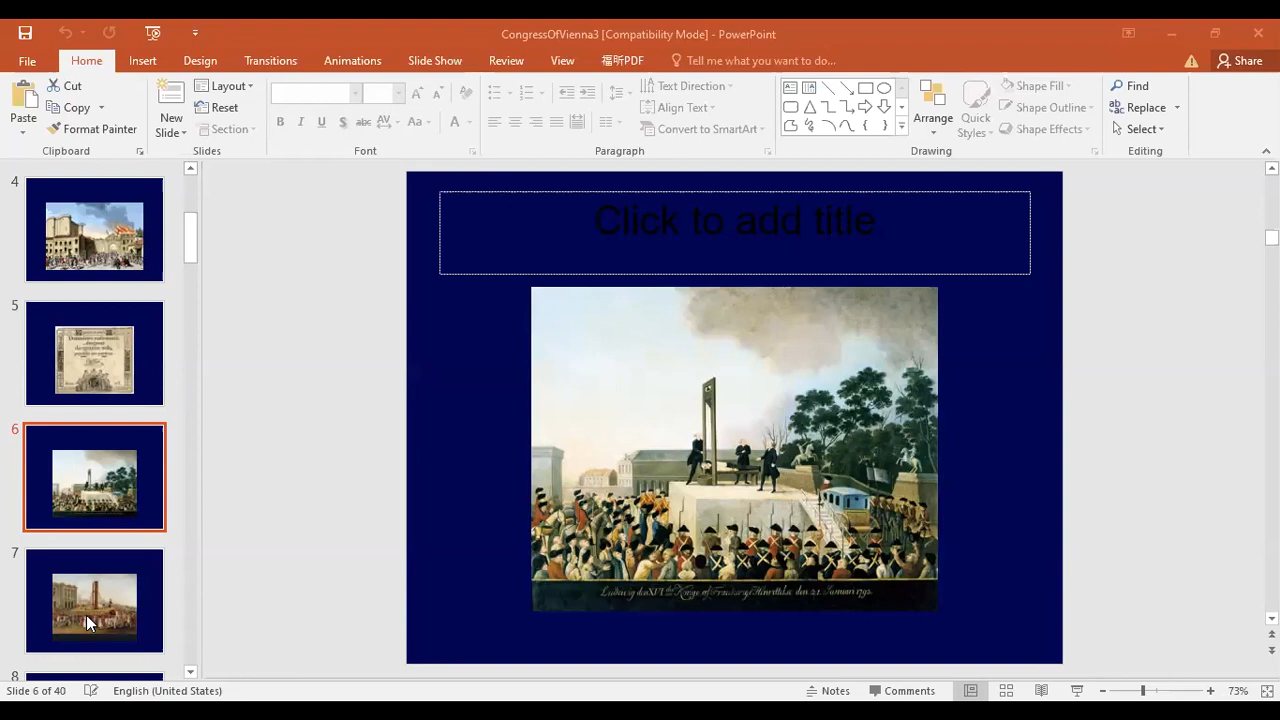 CongressOfVienna3 [Compatibility Mode] - PowerPoint
File Home Insert Design Transitions Animations Slide Show Review View 福昕PDF Tell me what you want to do... Share
Cut Layout Text Direction Shape Fill Find
Paste Copy New Slide Reset Align Text Arrange Quick Styles Shape Outline Replace
Format Painter Section B I U S abc AV Aa A Convert to SmartArt Shape Effects Select
Clipboard Slides Font Paragraph Drawing Editing
4
5
6
7
8
Click to add title
Slide 6 of 40 English (United States) Notes Comments 73%